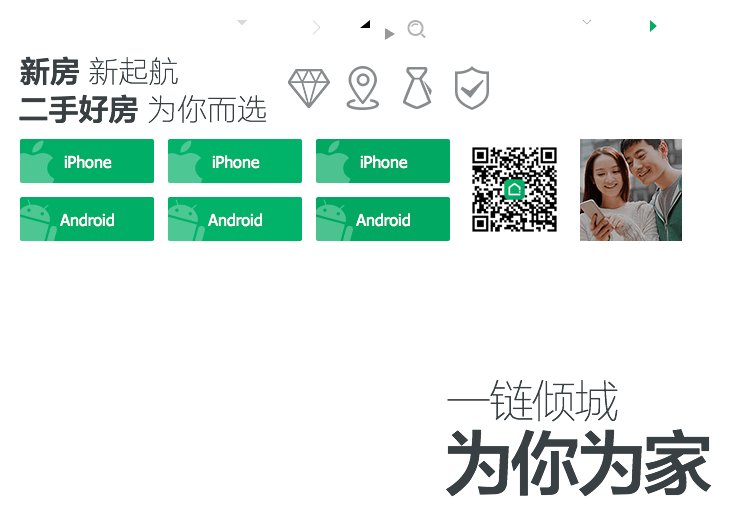 新房 新起航
二手好房 为你而选
iPhone iPhone iPhone
Android Android Android
一链倾城
为你为家